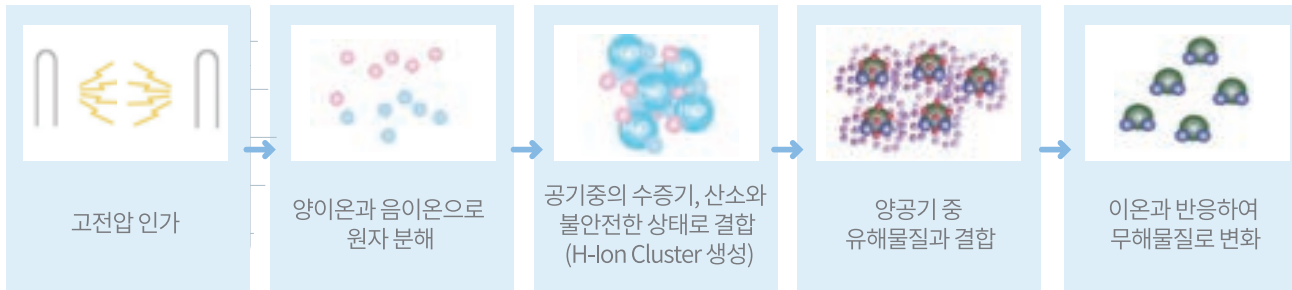 고전압 인가
양이온과 음이온으로
원자 분해
공기중의 수증기, 산소와
불안전한 상태로 결합
(H-Ion Cluster 생성)
양공기 중
유해물질과 결합
이온과 반응하여
무해물질로 변화